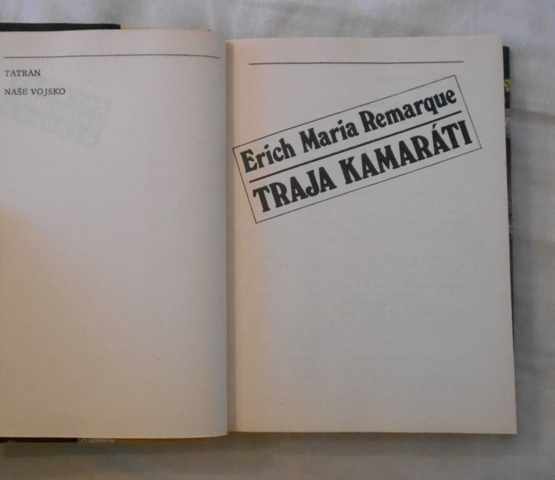 TATRAN
NAŠE VOJSKO
Erich Maria Remarque
TRAJA KAMARÁTI